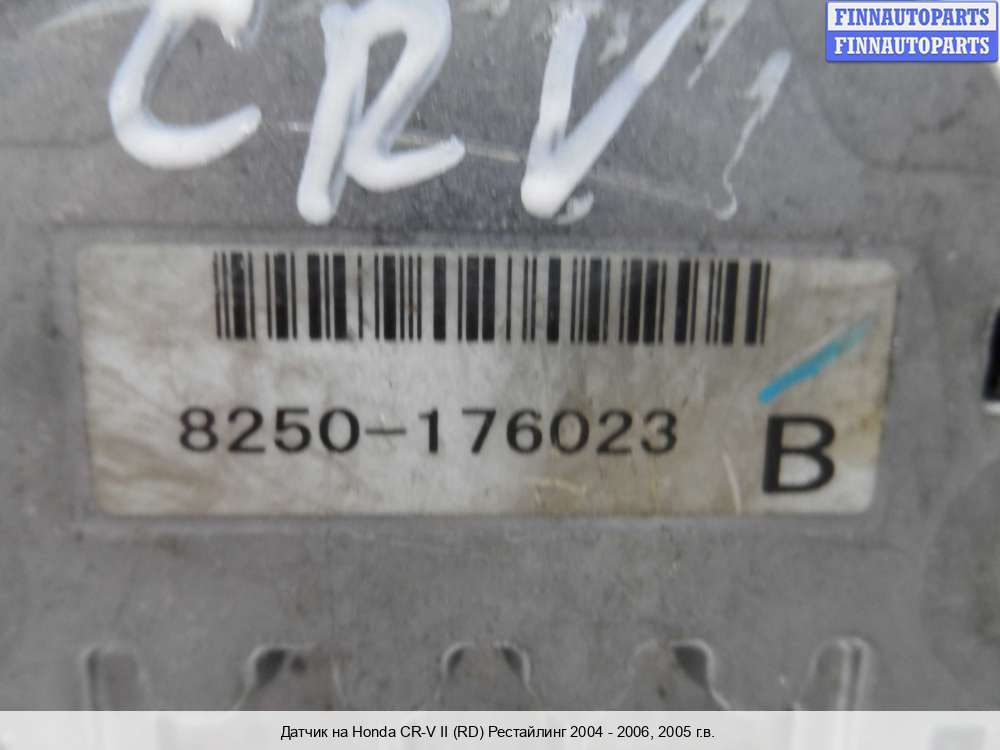 FINNAUTOPARTS
FINNAUTOPARTS
CRV
8250-176023
B
Датчик на Honda CR-V II (RD) Рестайлинг 2004 - 2006, 2005 г.в.